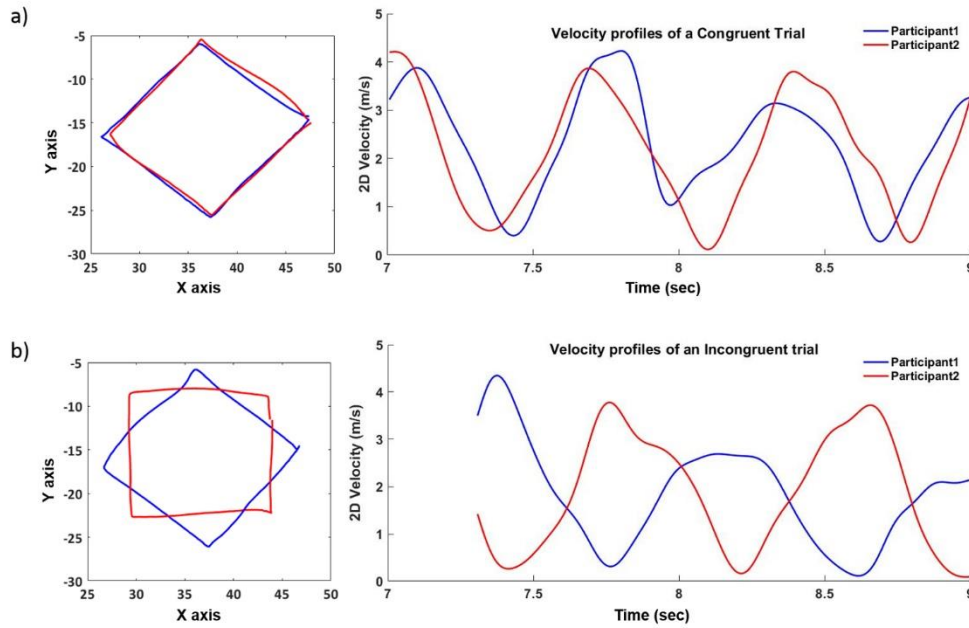 a)
-5
-10
-15
-20
-25
-30
Y axis
25 30 35 40 45 50
X axis
Velocity profiles of a Congruent Trial
Participant1
Participant2
5
4
3
2
1
0
2D Velocity (m/s)
7 7.5 8 8.5 9
Time (sec)
b)
-5
-10
-15
-20
-25
-30
Y axis
25 30 35 40 45 50
X axis
Velocity profiles of an Incongruent trial
Participant1
Participant2
5
4
3
2
1
0
2D Velocity (m/s)
7 7.5 8 8.5 9
Time (sec)